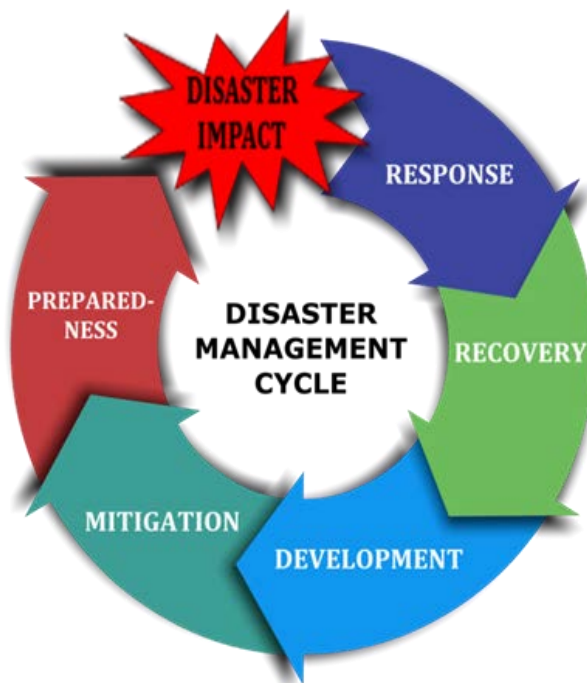 DISASTER
IMPACT
RESPONSE
RECOVERY
DEVELOPMENT
MITIGATION
PREPARED-
NESS
DISASTER
MANAGEMENT
CYCLE